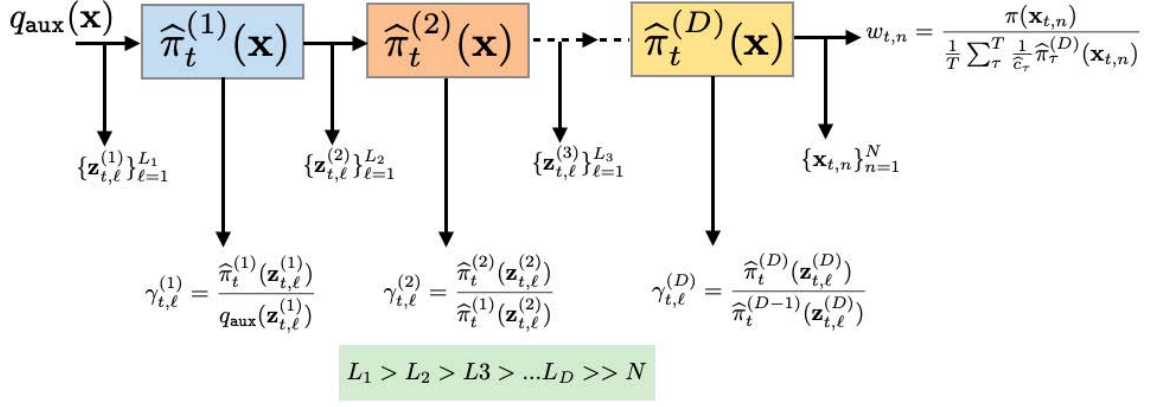 q_aux(x)
π̂_t^(1)(x)
π̂_t^(2)(x)
π̂_t^(D)(x)
w_{t,n} = π(x_{t,n}) / (1/T ∑_τ^T 1/ĉ_τ π̂_τ^(D)(x_{t,n}))
{z_{t,ℓ}^(1)}_{ℓ=1}^{L_1}
{z_{t,ℓ}^(2)}_{ℓ=1}^{L_2}
{z_{t,ℓ}^(3)}_{ℓ=1}^{L_3}
{x_{t,n}}_{n=1}^N
γ_{t,ℓ}^(1) = π̂_t^(1)(z_{t,ℓ}^(1)) / q_aux(z_{t,ℓ}^(1))
γ_{t,ℓ}^(2) = π̂_t^(2)(z_{t,ℓ}^(2)) / π̂_t^(1)(z_{t,ℓ}^(2))
γ_{t,ℓ}^(D) = π̂_t^(D)(z_{t,ℓ}^(D)) / π̂_t^(D-1)(z_{t,ℓ}^(D))
L_1 > L_2 > L3 > ...L_D >> N